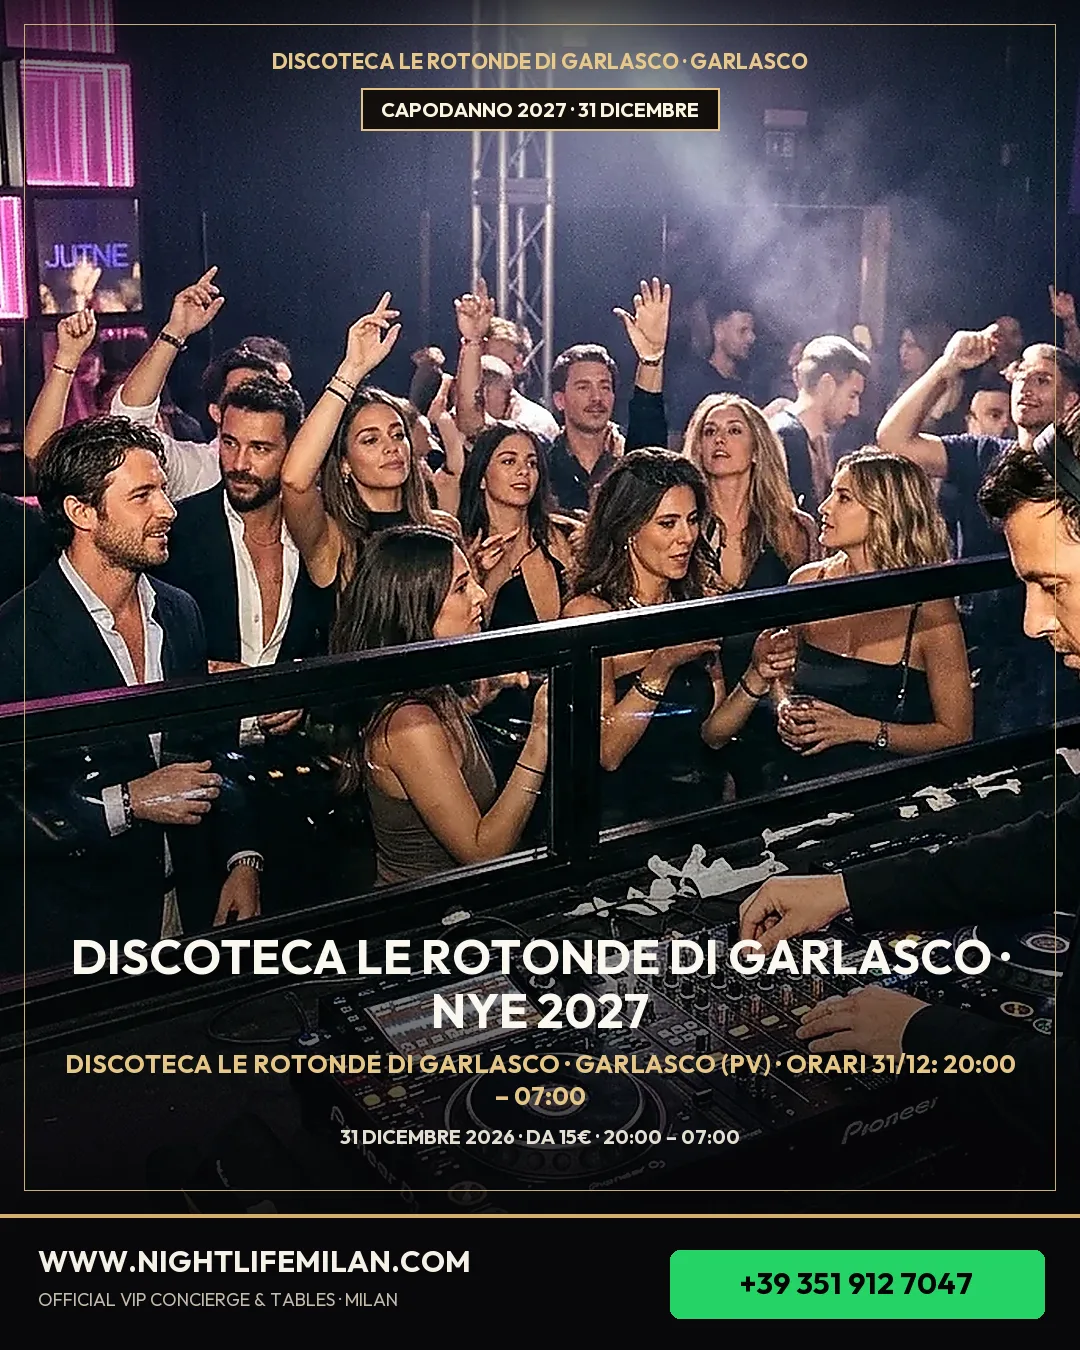 DISCOTECA LE ROTONDE DI GARLASCO · GARLASCO
CAPODANNO 2027 · 31 DICEMBRE
JUTNE
DISCOTECA LE ROTONDE DI GARLASCO ·
NYE 2027
DISCOTECA LE ROTONDE DI GARLASCO · GARLASCO (PV) · ORARI 31/12: 20:00
– 07:00
31 DICEMBRE 2026 · DA 15€ · 20:00 – 07:00
Pioneer
Pioneer DJ
WWW.NIGHTLIFEMILAN.COM
+39 351 912 7047
OFFICIAL VIP CONCIERGE & TABLES · MILAN